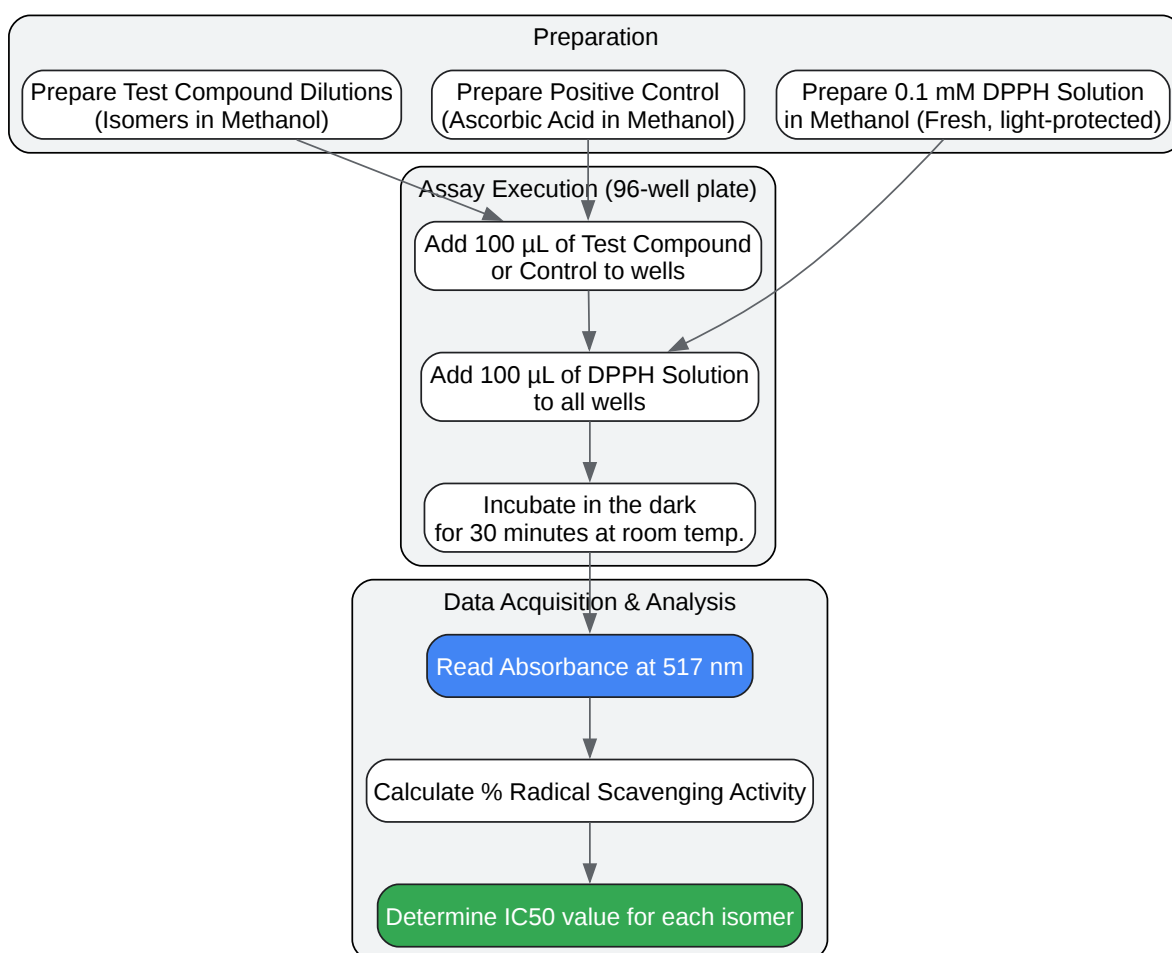 Preparation
Prepare Test Compound Dilutions
(Isomers in Methanol)
Prepare Positive Control
(Ascorbic Acid in Methanol)
Prepare 0.1 mM DPPH Solution
in Methanol (Fresh, light-protected)
Assay Execution (96-well plate)
Add 100 µL of Test Compound
or Control to wells
Add 100 µL of DPPH Solution
to all wells
Incubate in the dark
for 30 minutes at room temp.
Data Acquisition & Analysis
Read Absorbance at 517 nm
Calculate % Radical Scavenging Activity
Determine IC50 value for each isomer